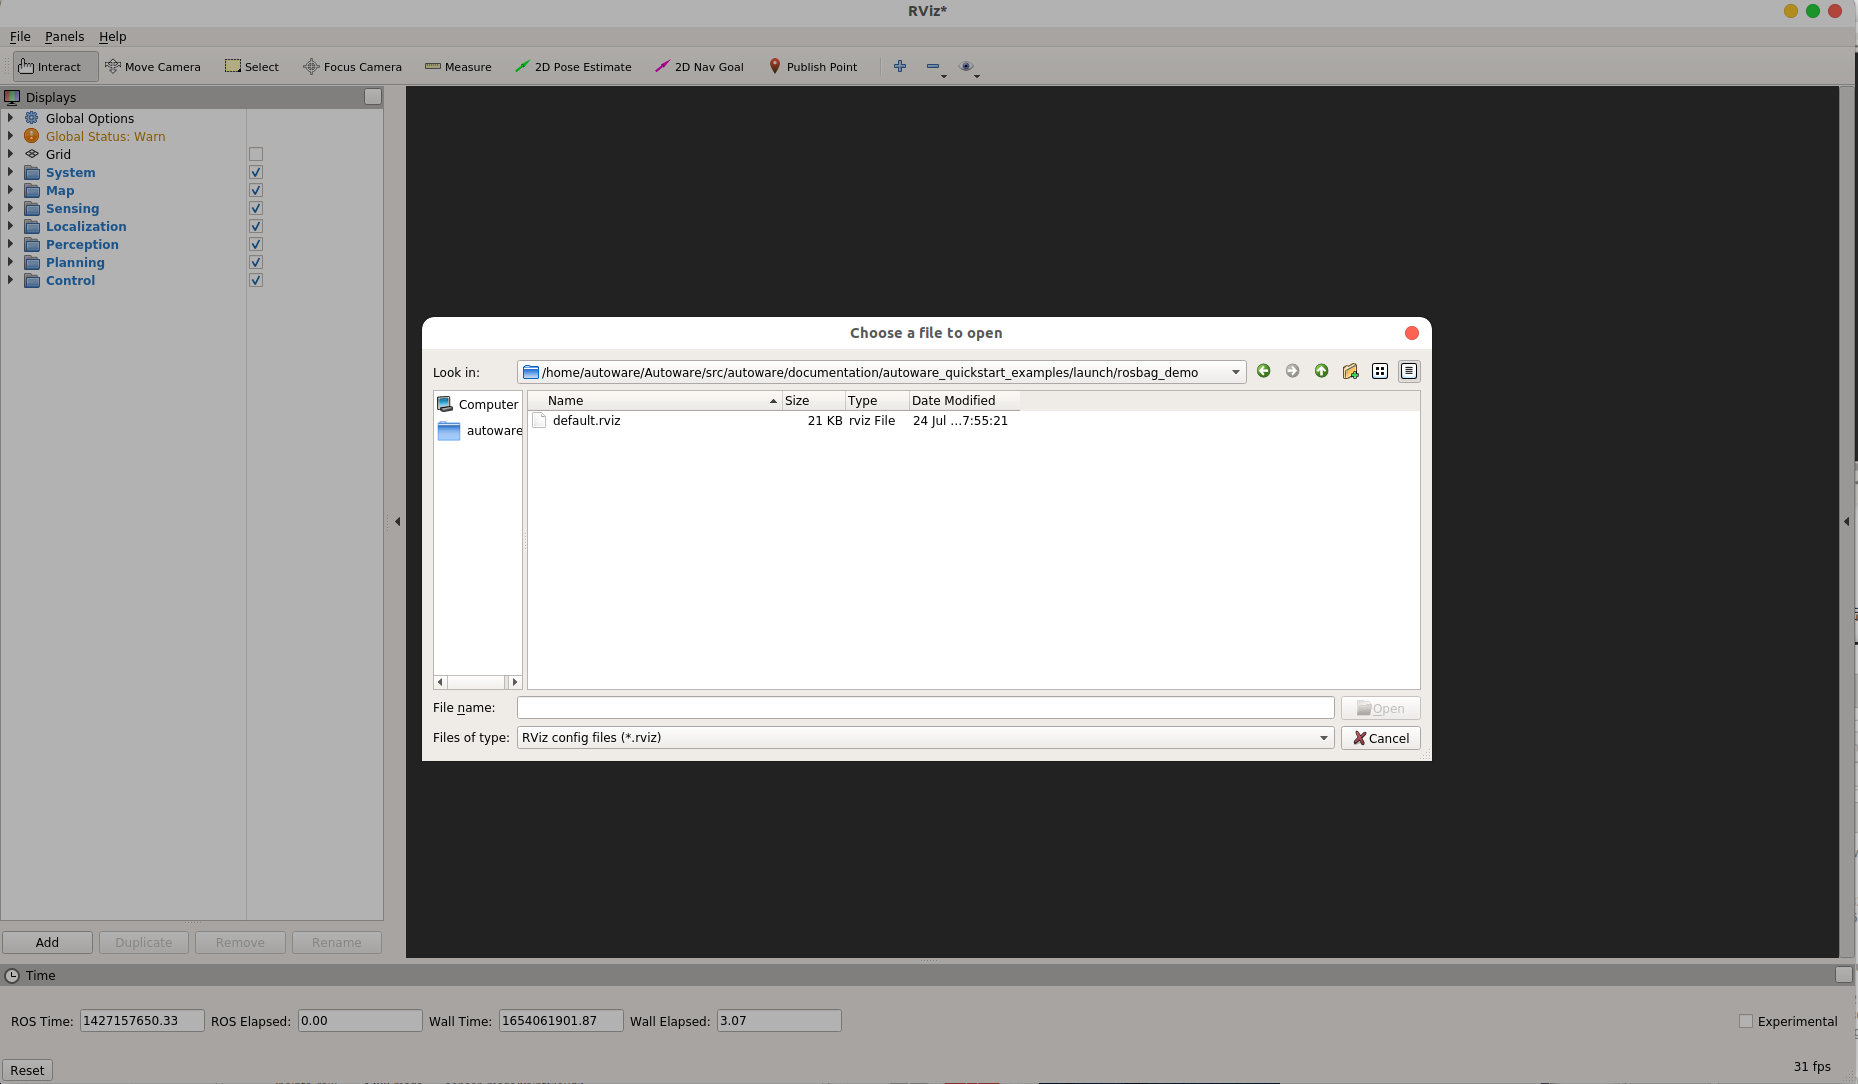 RViz*
File Panels Help
Interact Move Camera Select Focus Camera Measure 2D Pose Estimate 2D Nav Goal Publish Point
Displays
Global Options
Global Status: Warn
Grid
System
Map
Sensing
Localization
Perception
Planning
Control
Choose a file to open
Look in: /home/autoware/Autoware/src/autoware/documentation/autoware_quickstart_examples/launch/rosbag_demo
Computer
autoware
Name Size Type Date Modified
default.rviz 21 KB rviz File 24 Jul ...7:55:21
File name: Open
Files of type: RViz config files (*.rviz) Cancel
Add Duplicate Remove Rename
Time
ROS Time: 1427157650.33 ROS Elapsed: 0.00 Wall Time: 1654061901.87 Wall Elapsed: 3.07 Experimental
Reset 31 fps